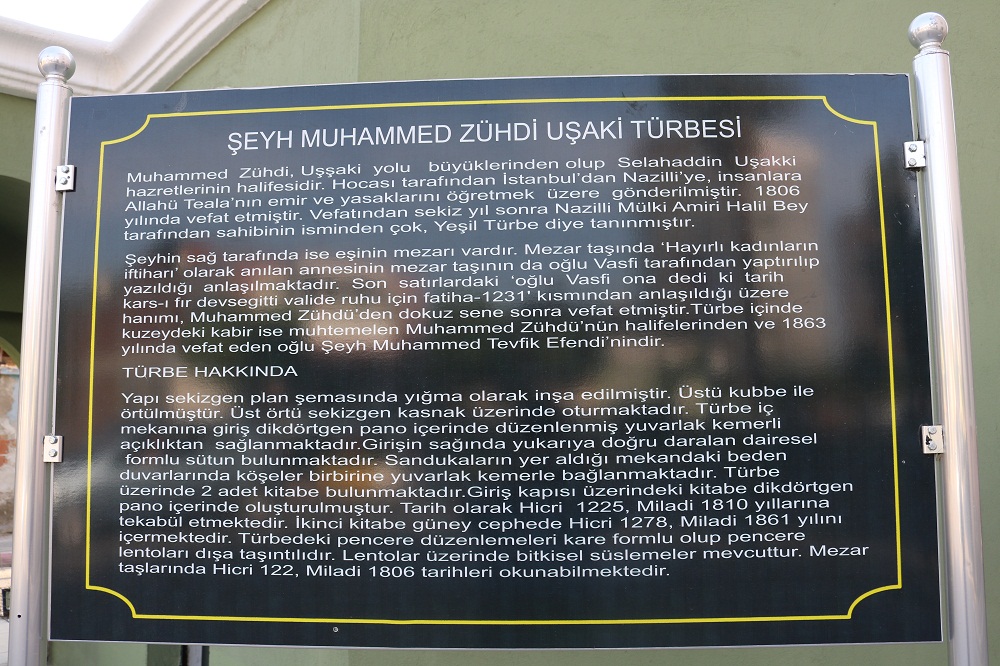 ŞEYH MUHAMMED ZÜHDİ UŞAKİ TÜRBESİ
Muhammed Zühdi, Uşşaki yolu büyüklerinden olup Selahaddin Uşakki
hazretlerinin halifesidir. Hocası tarafından İstanbul'dan Nazilli'ye, insanlara
Allahü Teala'nın emir ve yasaklarını öğretmek üzere gönderilmiştir. 1806
yılında vefat etmiştir. Vefatından sekiz yıl sonra Nazilli Mülki Amiri Halil Bey
tarafından sahibinin isminden çok, Yeşil Türbe diye tanınmıştır.
Şeyhin sağ tarafında ise eşinin mezarı vardır. Mezar taşında 'Hayırlı kadınların
iftiharı' olarak anılan annesinin mezar taşının da oğlu Vasfi tarafından yaptırılıp
yazıldığı anlaşılmaktadır. Son satırlardaki 'oğlu Vasfi ona dedi ki tarih
kars-ı fır devsegitti valide ruhu için fatiha-1231' kısmından anlaşıldığı üzere
hanımı, Muhammed Zühdü'den dokuz sene sonra vefat etmiştir.Türbe içinde
kuzeydeki kabir ise muhtemelen Muhammed Zühdü'nün halifelerinden ve 1863
yılında vefat eden oğlu Şeyh Muhammed Tevfik Efendi'nindir.
TÜRBE HAKKINDA
Yapı sekizgen plan şemasında yığma olarak inşa edilmiştir. Üstü kubbe ile
örtülmüştür. Üst örtü sekizgen kasnak üzerinde oturmaktadır. Türbe iç
mekanına giriş dikdörtgen pano içerinde düzenlenmiş yuvarlak kemerli
açıklıktan sağlanmaktadır.Girişin sağında yukarıya doğru daralan dairesel
formlu sütun bulunmaktadır. Sandukaların yer aldığı mekandaki beden
duvarlarında köşeler birbirine yuvarlak kemerle bağlanmaktadır. Türbe
üzerinde 2 adet kitabe bulunmaktadır.Giriş kapısı üzerindeki kitabe dikdörtgen
pano içerinde oluşturulmuştur. Tarih olarak Hicri 1225, Miladi 1810 yıllarına
tekabül etmektedir. İkinci kitabe güney cephede Hicri 1278, Miladi 1861 yılını
içermektedir. Türbedeki pencere düzenlemeleri kare formlu olup pencere
lentoları dışa taşıntılıdır. Lentolar üzerinde bitkisel süslemeler mevcuttur. Mezar
taşlarında Hicri 122, Miladi 1806 tarihleri okunabilmektedir.